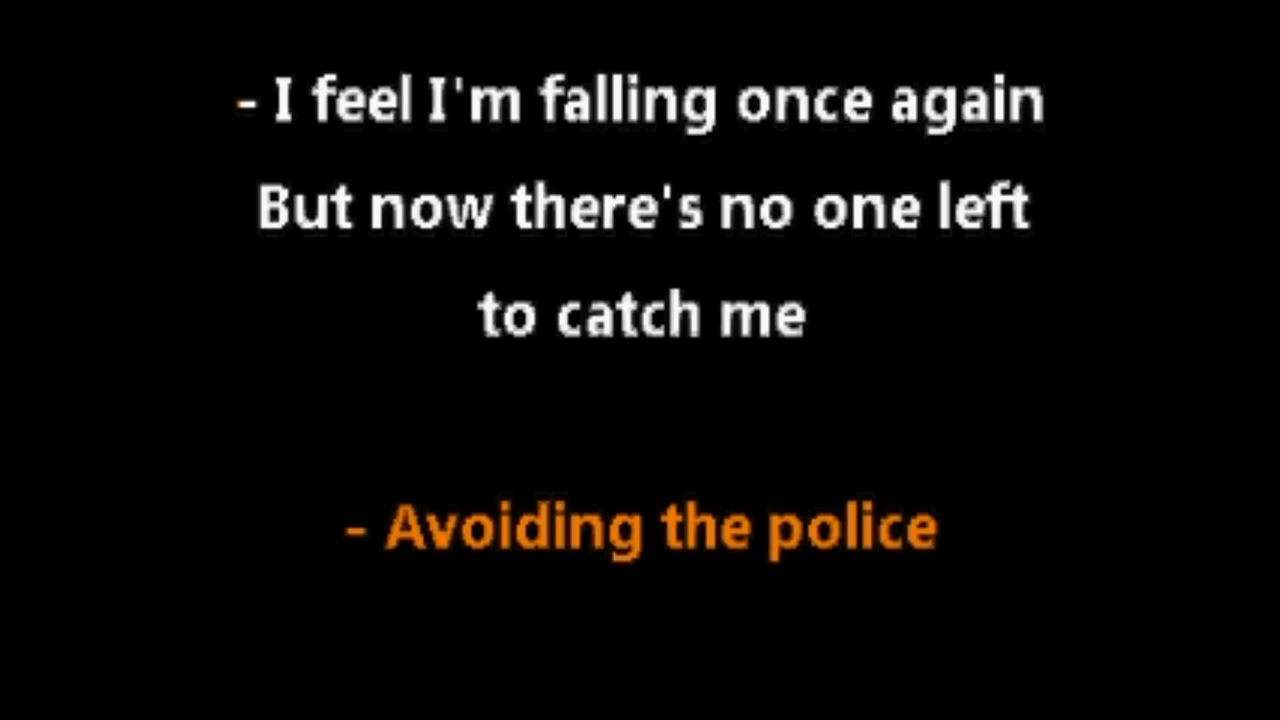 - I feel I'm falling once again
But now there's no one left
to catch me
- Avoiding the police